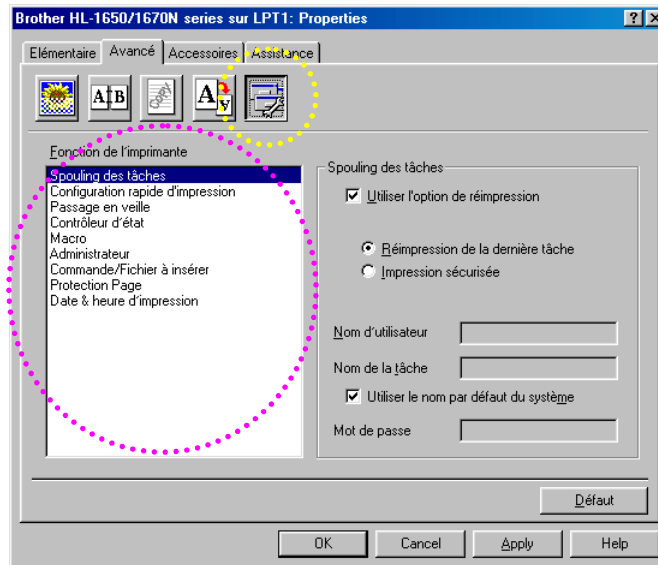 Brother HL-1650/1670N series sur LPT1: Properties
Elémentaire Avancé Accessoires Assistance
A B COPY A A
Fonction de l'imprimante
Spouling des tâches
Configuration rapide d'impression
Passage en veille
Contrôleur d'état
Macro
Administrateur
Commande/Fichier à insérer
Protection Page
Date & heure d'impression
Spouling des tâches
Utiliser l'option de réimpression
Réimpression de la dernière tâche
Impression sécurisée
Nom d'utilisateur
Nom de la tâche
Utiliser le nom par défaut du système
Mot de passe
Défaut
OK Cancel Apply Help